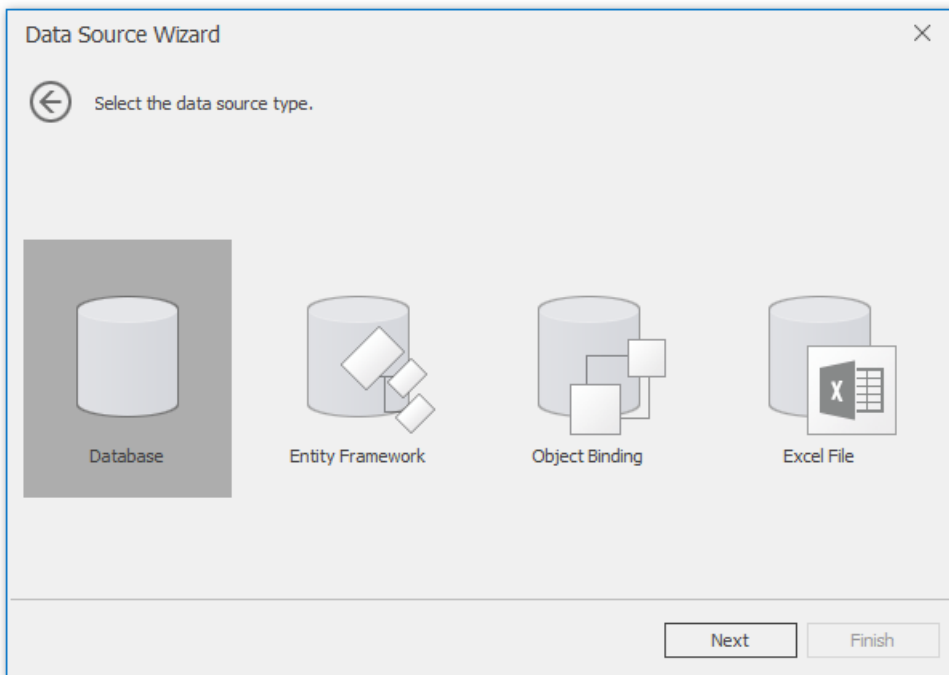 Data Source Wizard
Select the data source type.
Database
Entity Framework
Object Binding
X
Excel File
Next
Finish